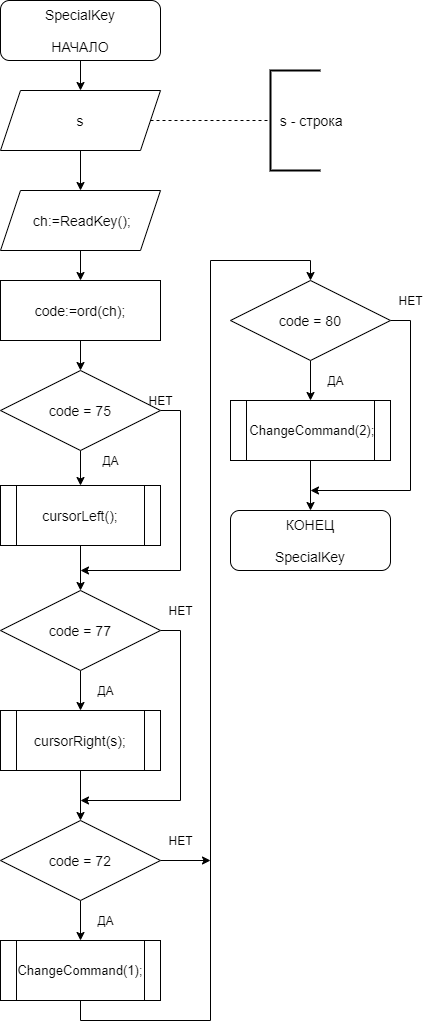 SpecialKey
НАЧАЛО
s
s - строка
ch:=ReadKey();
code:=ord(ch);
code = 75
НЕТ
ДА
cursorLeft();
code = 77
НЕТ
ДА
cursorRight(s);
code = 72
НЕТ
ДА
ChangeCommand(1);
code = 80
НЕТ
ДА
ChangeCommand(2);
КОНЕЦ
SpecialKey